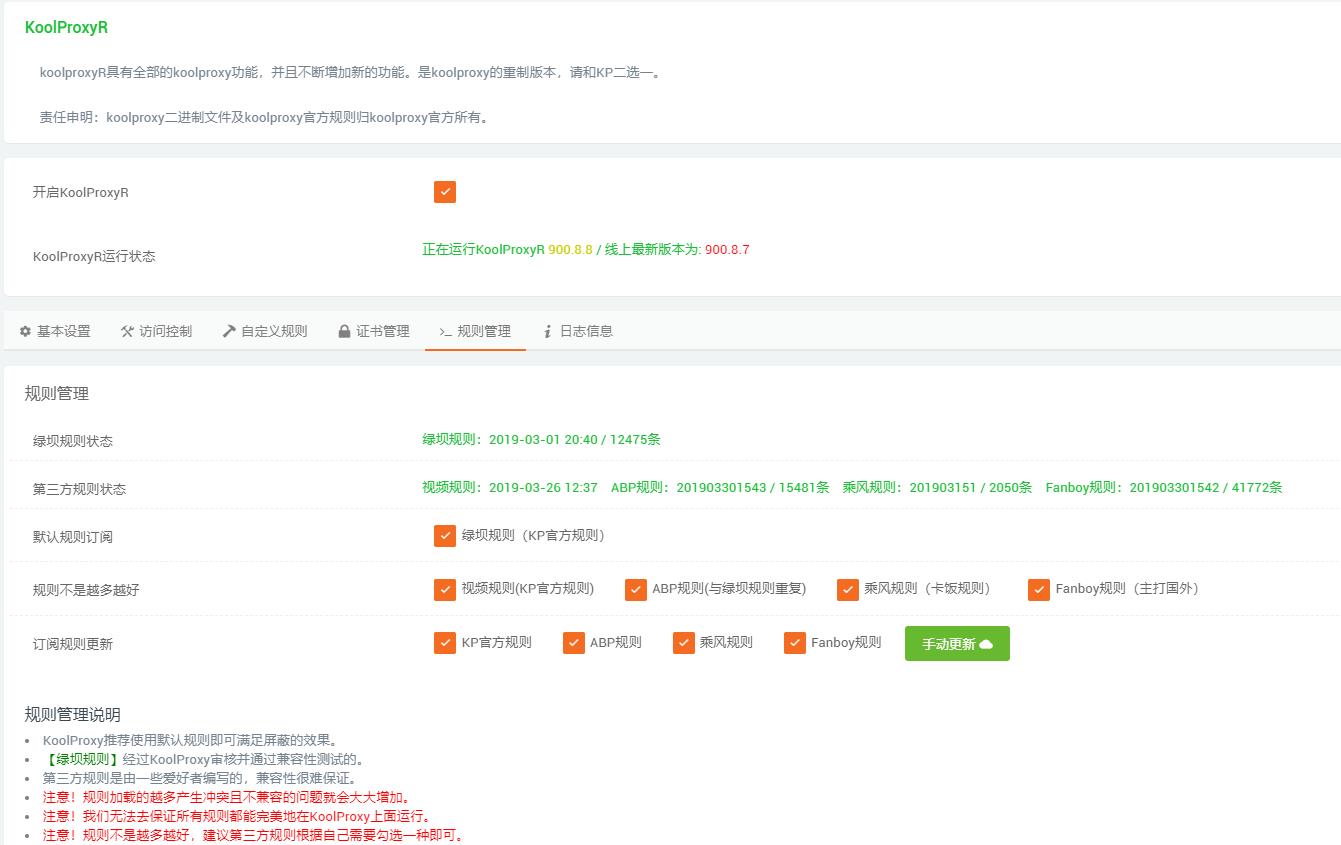 KoolProxyR
koolproxyR具有全部的koolproxy功能，并且不断增加新的功能。是koolproxy的重制版本，请和KP二选一。
责任申明：koolproxy二进制文件及koolproxy官方规则归koolproxy官方所有。
开启KoolProxyR
KoolProxyR运行状态 正在运行KoolProxyR 900.8.8 / 线上最新版本为: 900.8.7
基本设置 访问控制 自定义规则 证书管理 规则管理 日志信息
规则管理
绿坝规则状态 绿坝规则：2019-03-01 20:40 / 12475条
第三方规则状态 视频规则：2019-03-26 12:37 ABP规则：201903301543 / 15481条 乘风规则：201903151 / 2050条 Fanboy规则：201903301542 / 41772条
默认规则订阅 绿坝规则（KP官方规则）
规则不是越多越好 视频规则(KP官方规则) ABP规则(与绿坝规则重复) 乘风规则（卡饭规则） Fanboy规则（主打国外）
订阅规则更新 KP官方规则 ABP规则 乘风规则 Fanboy规则 手动更新
规则管理说明
• KoolProxy推荐使用默认规则即可满足屏蔽的效果。
• 【绿坝规则】经过KoolProxy审核并通过兼容性测试的。
• 第三方规则是由一些爱好者编写的，兼容性很难保证。
• 注意！规则加载的越多产生冲突且不兼容的问题就会大大增加。
• 注意！我们无法去保证所有规则都能完美地在KoolProxy上面运行。
• 注意！规则不是越多越好，建议第三方规则根据自己需要勾选一种即可。